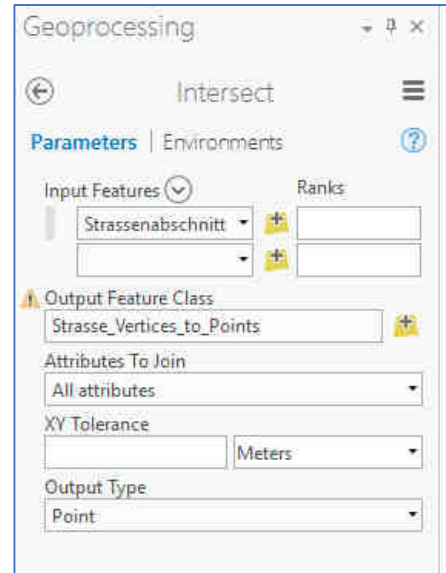 Geoprocessing
Intersect
Parameters | Environments
Input Features Ranks
Strassenabschnitt
Output Feature Class
Strasse_Vertices_to_Points
Attributes To Join
All attributes
XY Tolerance
Meters
Output Type
Point